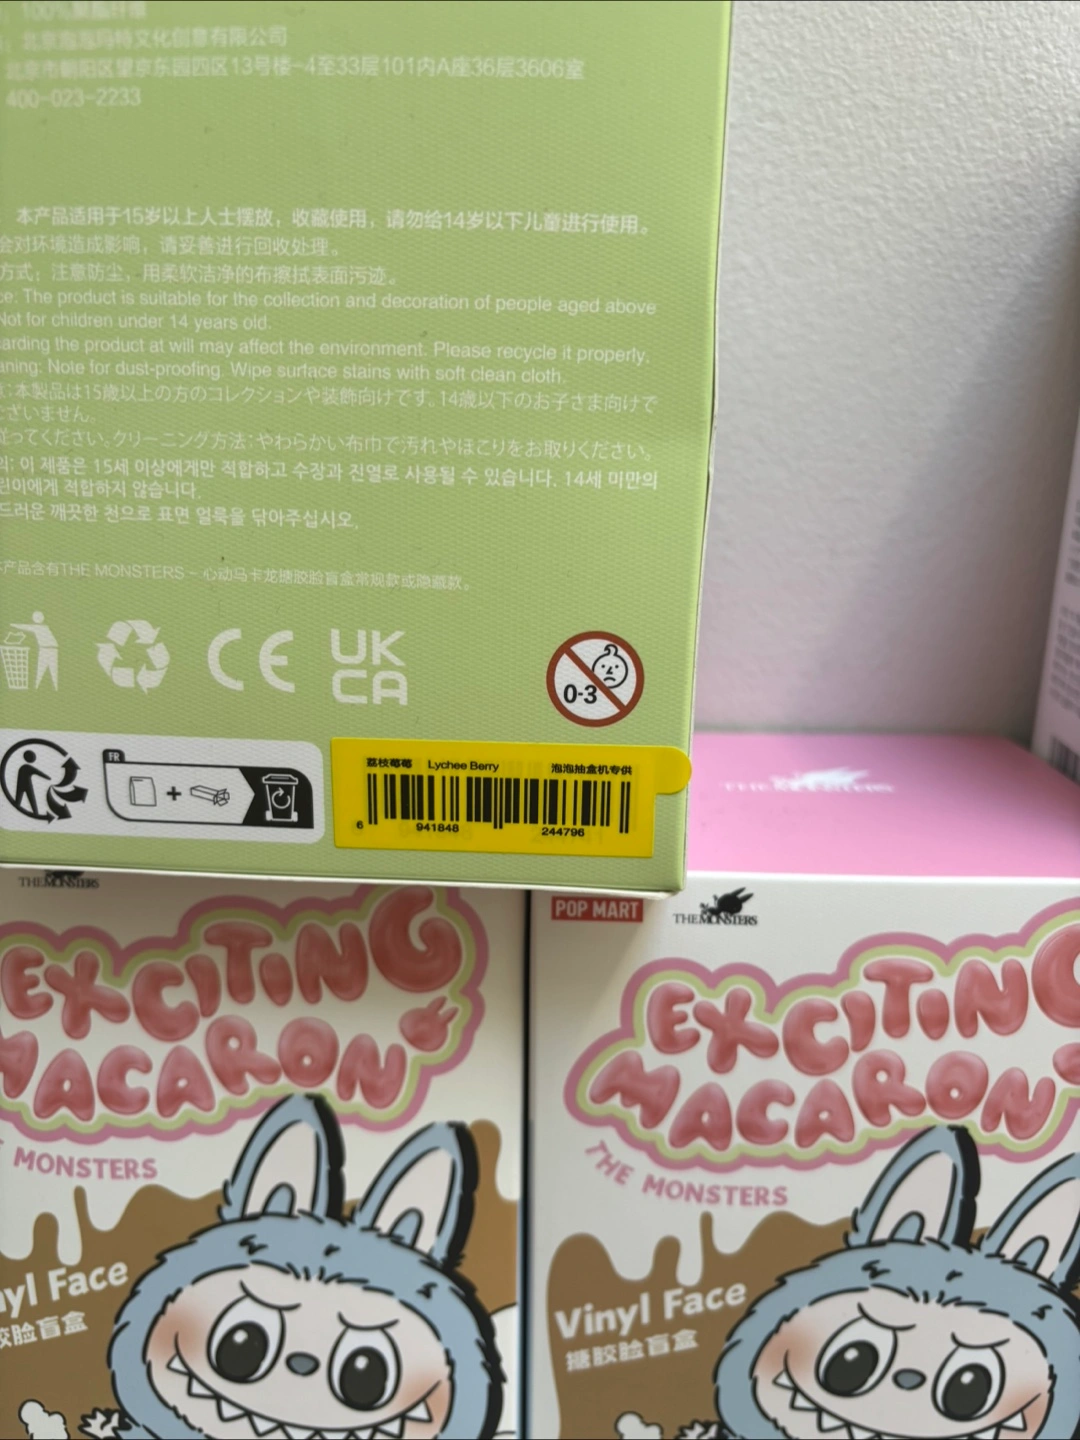 100%聚酯纤维
北京泡泡玛特文化创意有限公司
北京市朝阳区望京东园四区13号楼-4至33层101内A座36层3606室
400-023-2233
本产品适用于15岁以上人士摆放，收藏使用，请勿给14岁以下儿童进行使用。
会对环境造成影响，请妥善进行回收处理。
方式：注意防尘，用柔软洁净的布擦拭表面污迹。
ce: The product is suitable for the collection and decoration of people aged above
Not for children under 14 years old.
arding the product at will may affect the environment. Please recycle it properly.
aning: Note for dust-proofing. Wipe surface stains with soft clean cloth.
意：本製品は15歳以上の方のコレクションや装飾向けです。14歳以下のお子さま向けで
ございません。
従ってください。クリーニング方法：やわらかい布巾で汚れやほこりをお取りください。
의: 이 제품은 15세 이상에게만 적합하고 수장과 진열로 사용될 수 있습니다. 14세 미만의
린이에게 적합하지 않습니다.
드러운 깨끗한 천으로 표면 얼룩을 닦아주십시오.
本产品含有THE MONSTERS - 心动马卡龙搪胶脸盲盒常规款或隐藏款。
CE
UK
CA
0-3
FR
荔枝莓莓 Lychee Berry 泡泡抽盒机专供
6 941848 244796
THE MONSTERS
THE MONSTERS
POP MART
THE MONSTERS
EXCITING
MACARON
MONSTERS
nyl Face
胶脸盲盒
EXCITING
MACARON
THE MONSTERS
Vinyl Face
搪胶脸盲盒